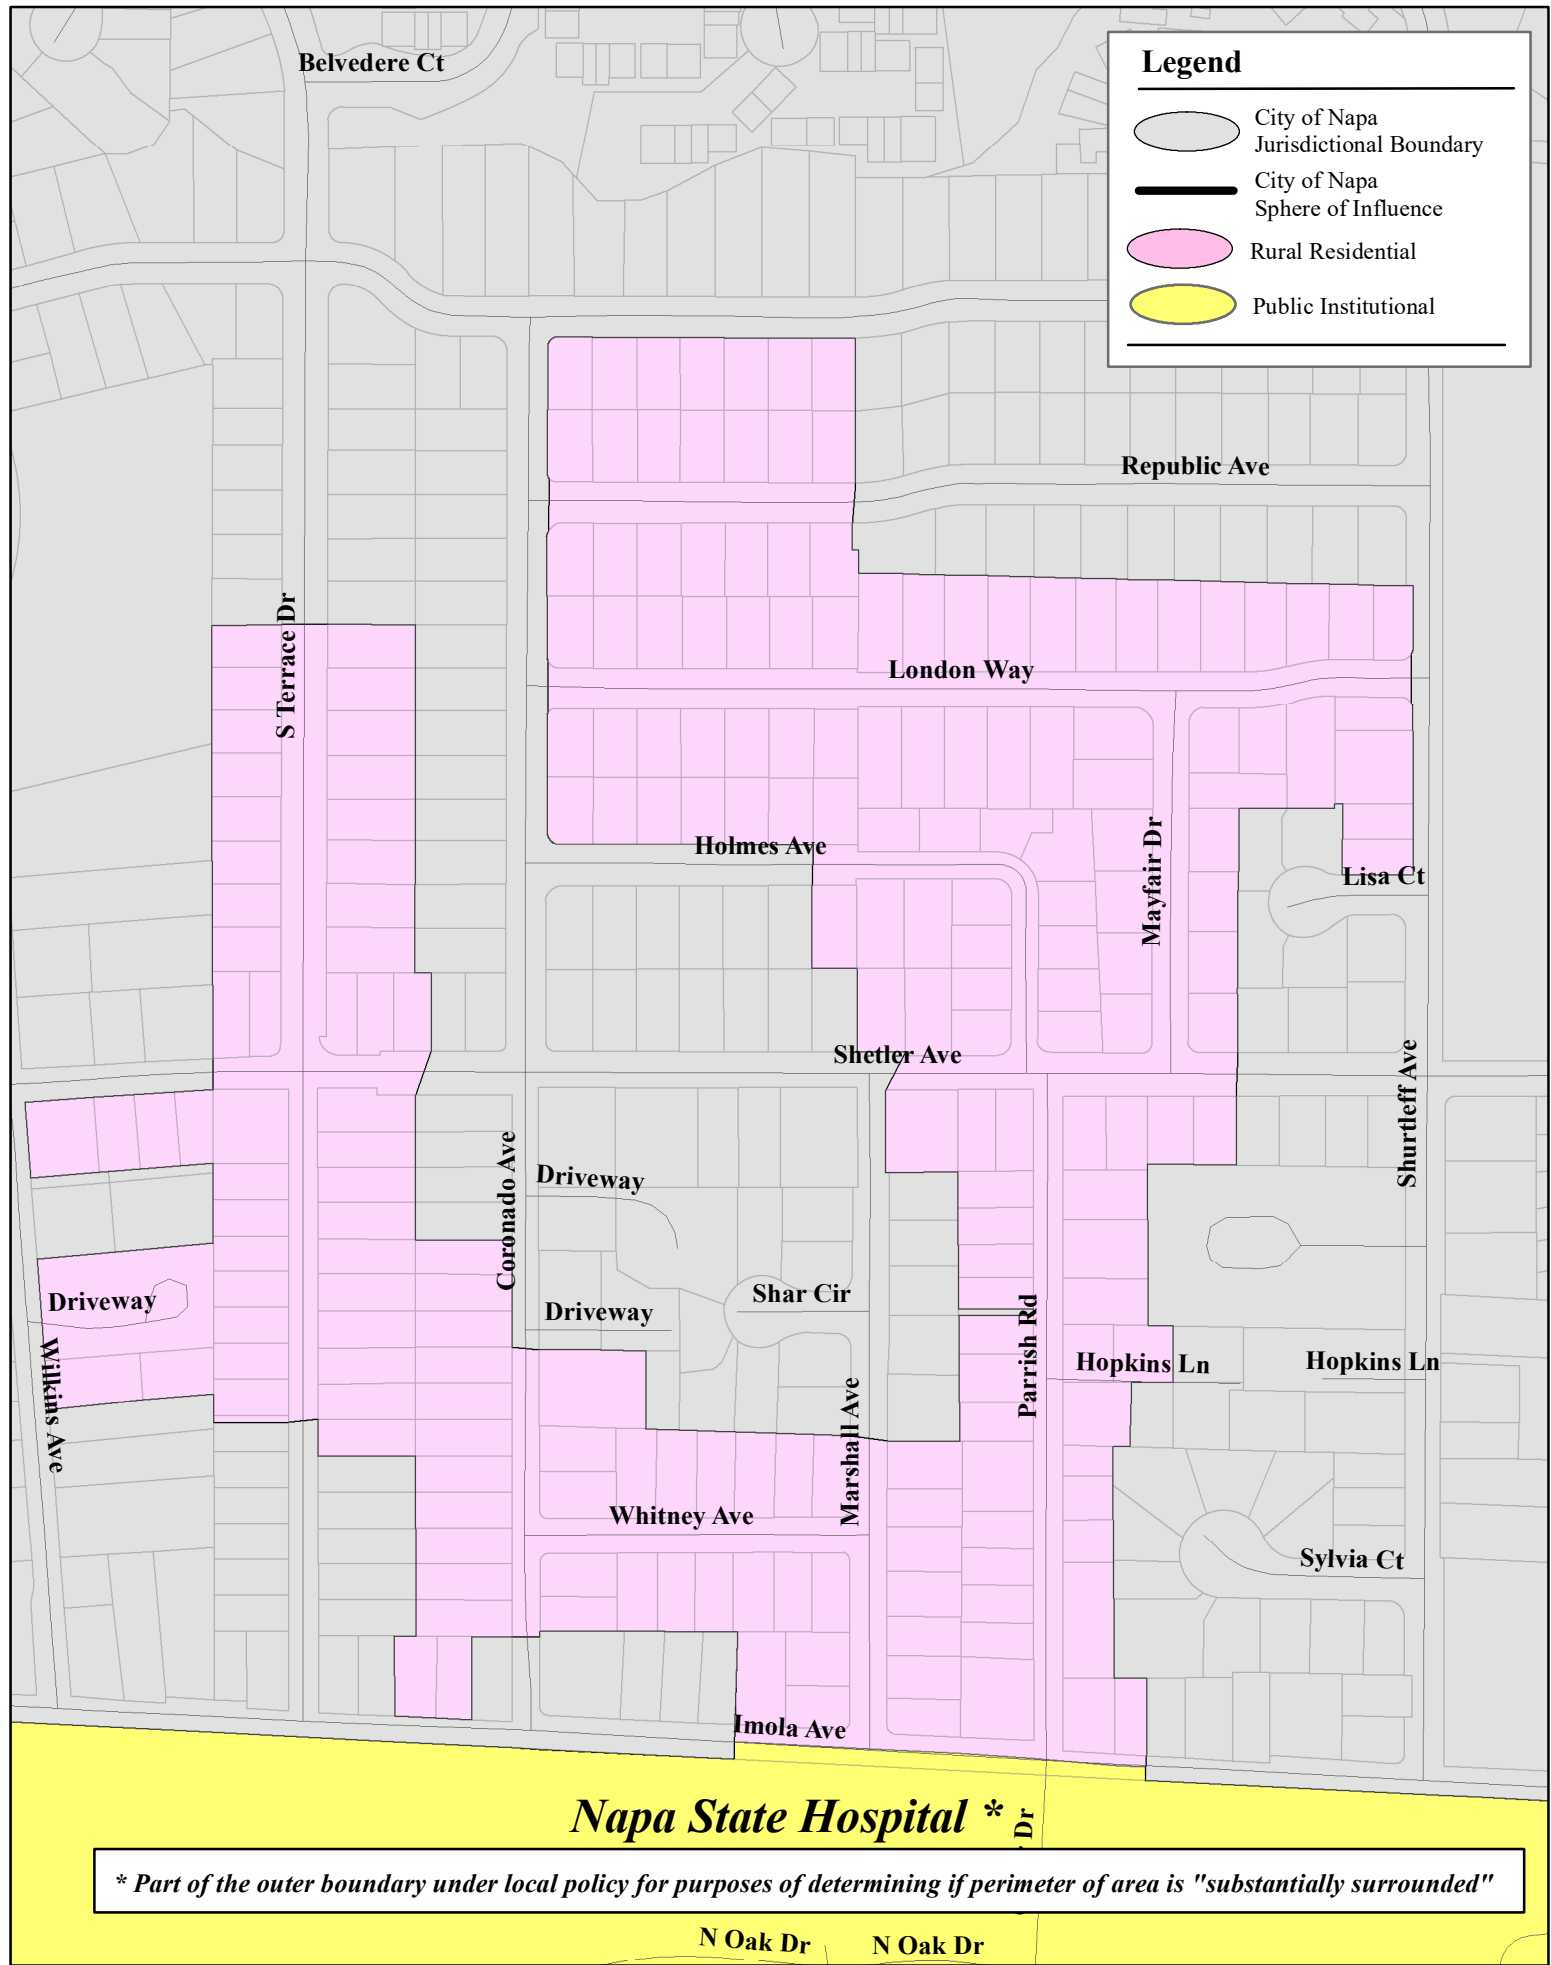 Belvedere Ct
Legend
City of Napa
Jurisdictional Boundary
City of Napa
Sphere of Influence
Rural Residential
Public Institutional
Republic Ave
S Terrace Dr
London Way
Holmes Ave
Mayfair Dr
Lisa Ct
Shetler Ave
Shurtleff Ave
Coronado Ave
Driveway
Driveway
Shar Cir
Driveway
Wilkins Ave
Parrish Rd
Hopkins Ln
Hopkins Ln
Marshall Ave
Whitney Ave
Sylvia Ct
Imola Ave
Napa State Hospital *
Dr
* Part of the outer boundary under local policy for purposes of determining if perimeter of area is "substantially surrounded"
N Oak Dr
N Oak Dr